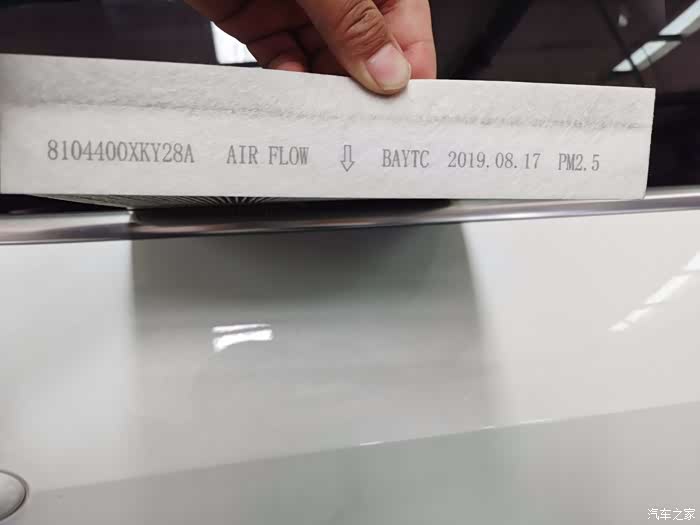 8104400XKY28A AIR FLOW ⇩ BAYTC 2019.08.17 PM2.5
汽车之家